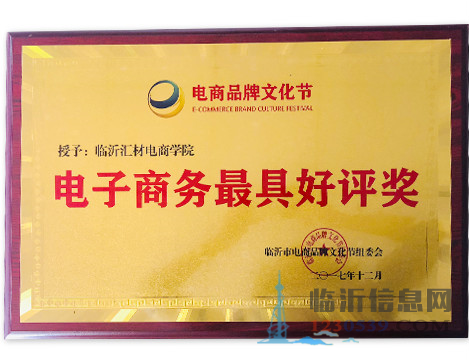 电商品牌文化节
E-COMMERCE BRAND CULTURE FESTIVAL
授予：临沂汇材电商学院
电子商务最具好评奖
临沂市电商品牌文化节组委会
二〇一七年十二月
临沂信息网